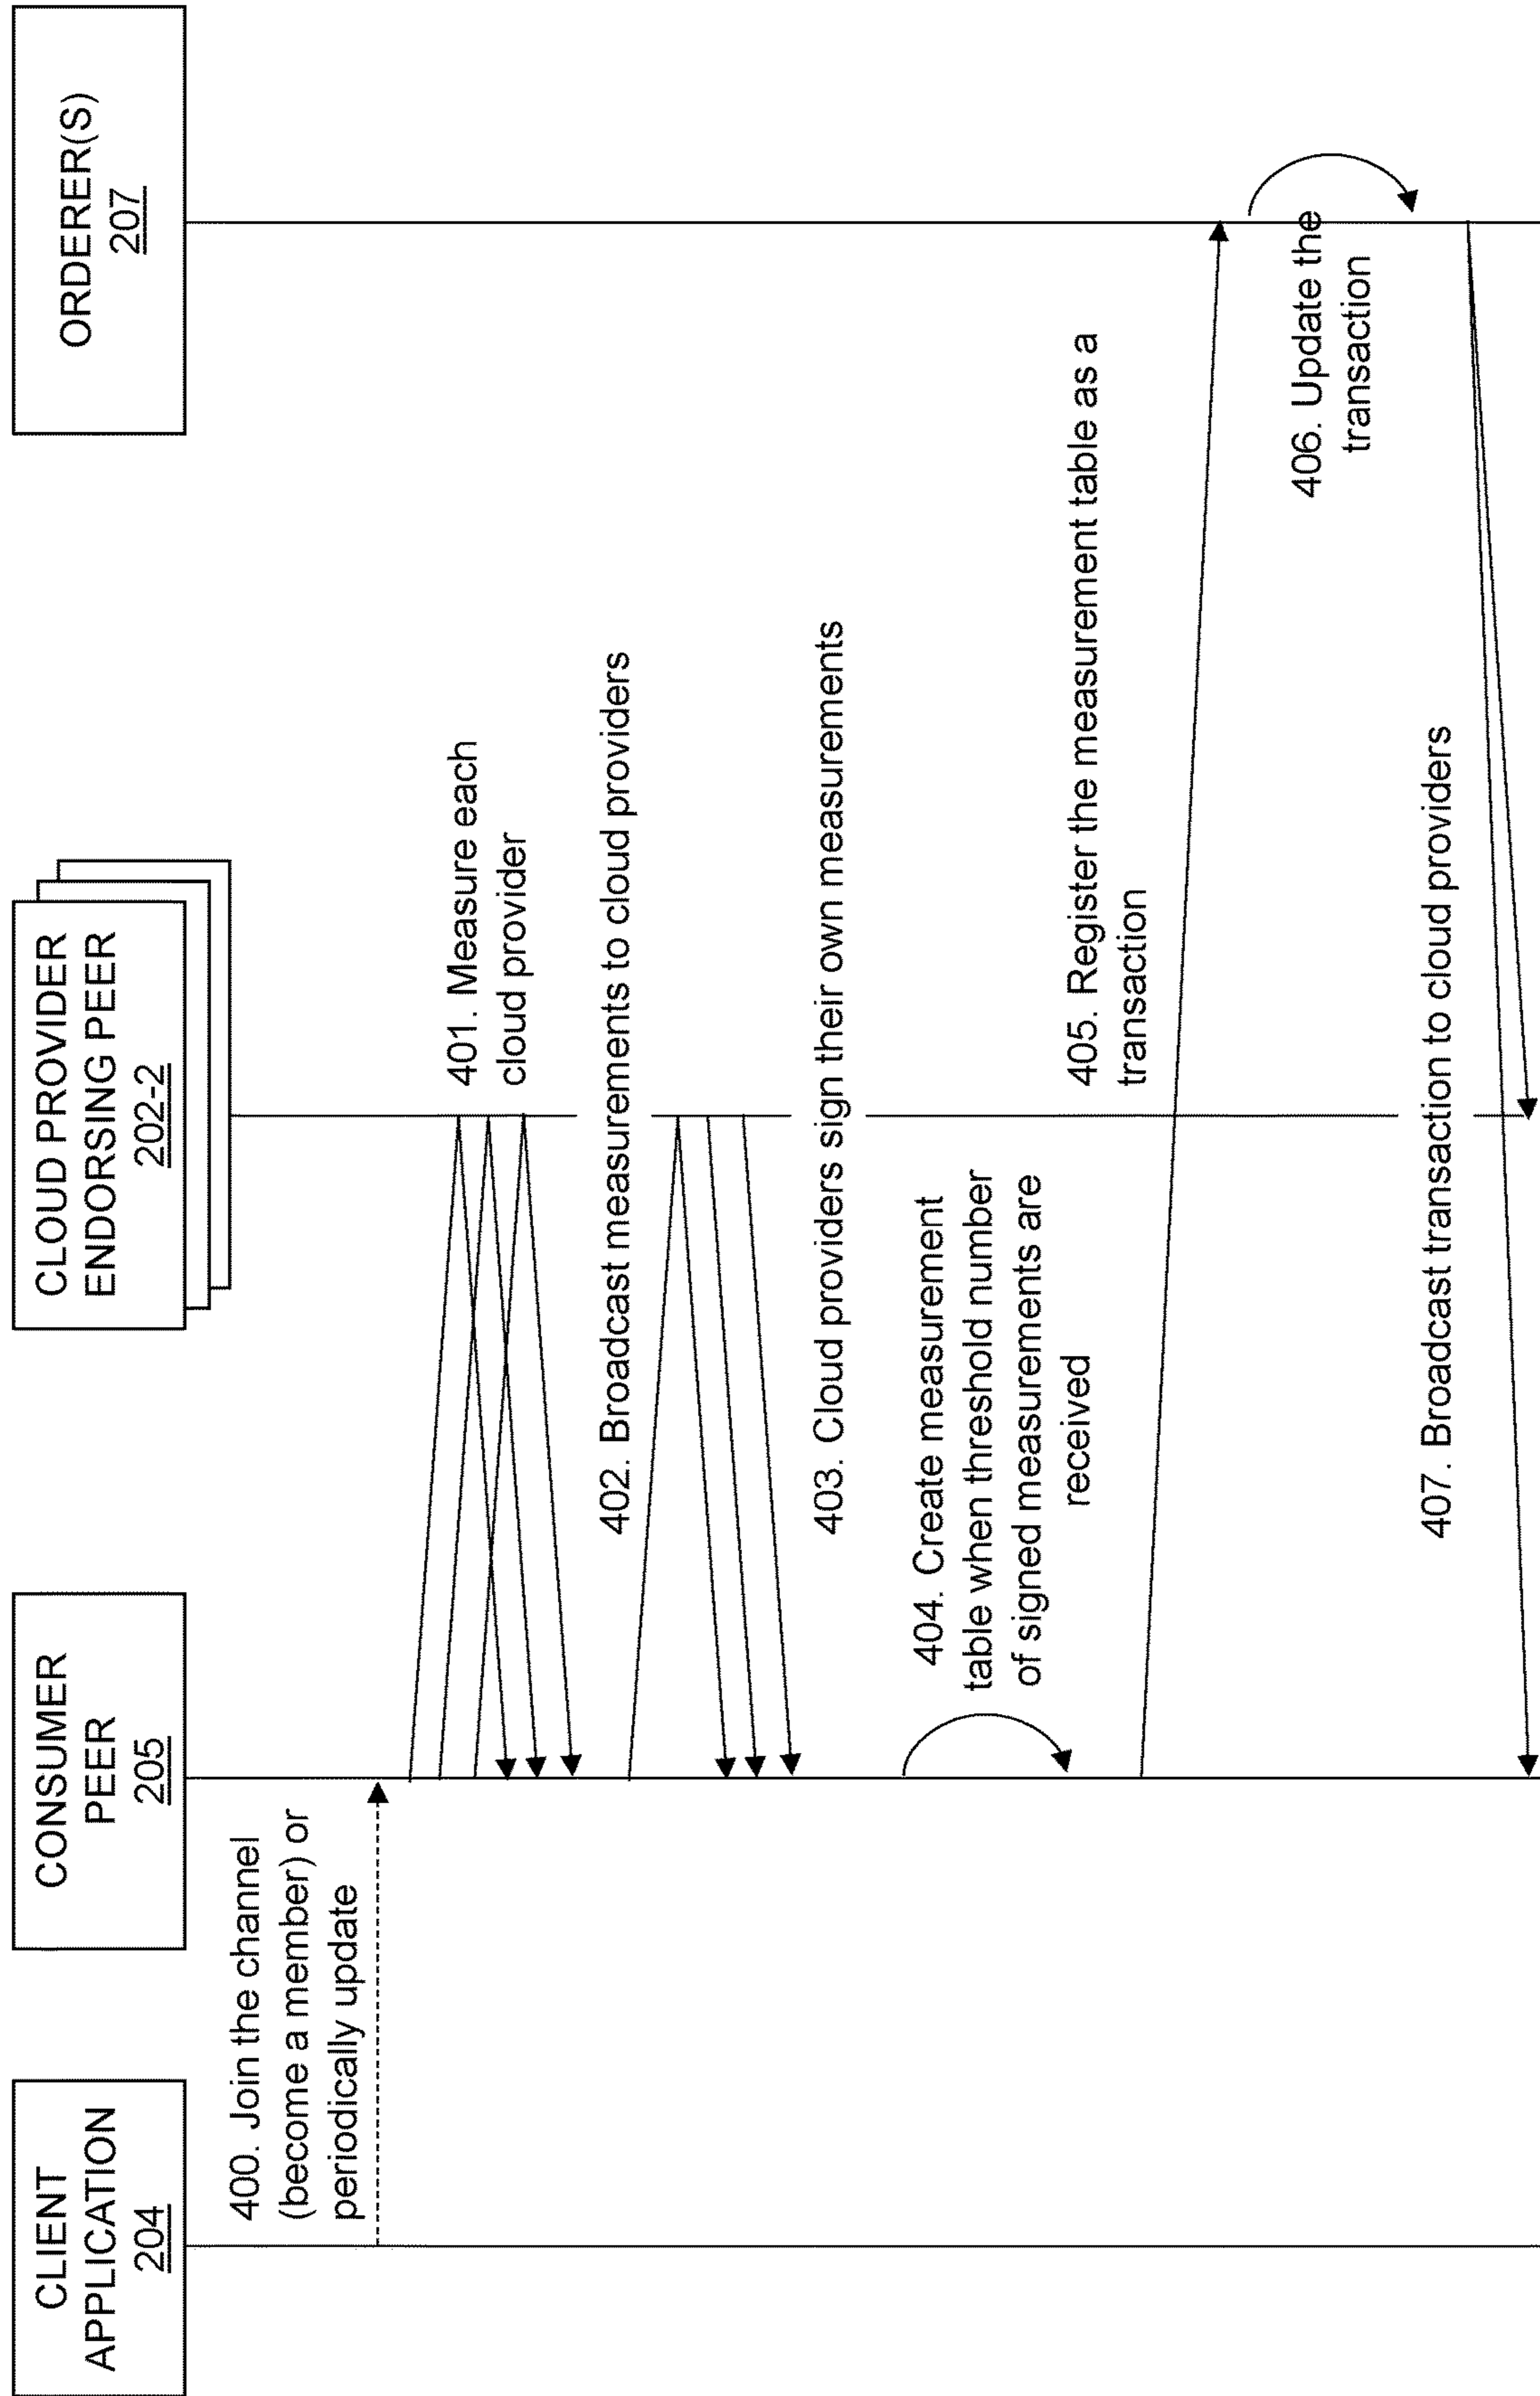 CLIENT
APPLICATION
204
CONSUMER
PEER
205
CLOUD PROVIDER
ENDORSING PEER
202-2
ORDERER(S)
207
400. Join the channel
(become a member) or
periodically update
401. Measure each
cloud provider
402. Broadcast measurements to cloud providers
403. Cloud providers sign their own measurements
404. Create measurement
table when threshold number
of signed measurements are
received
405. Register the measurement table as a
transaction
406. Update the
transaction
407. Broadcast transaction to cloud providers